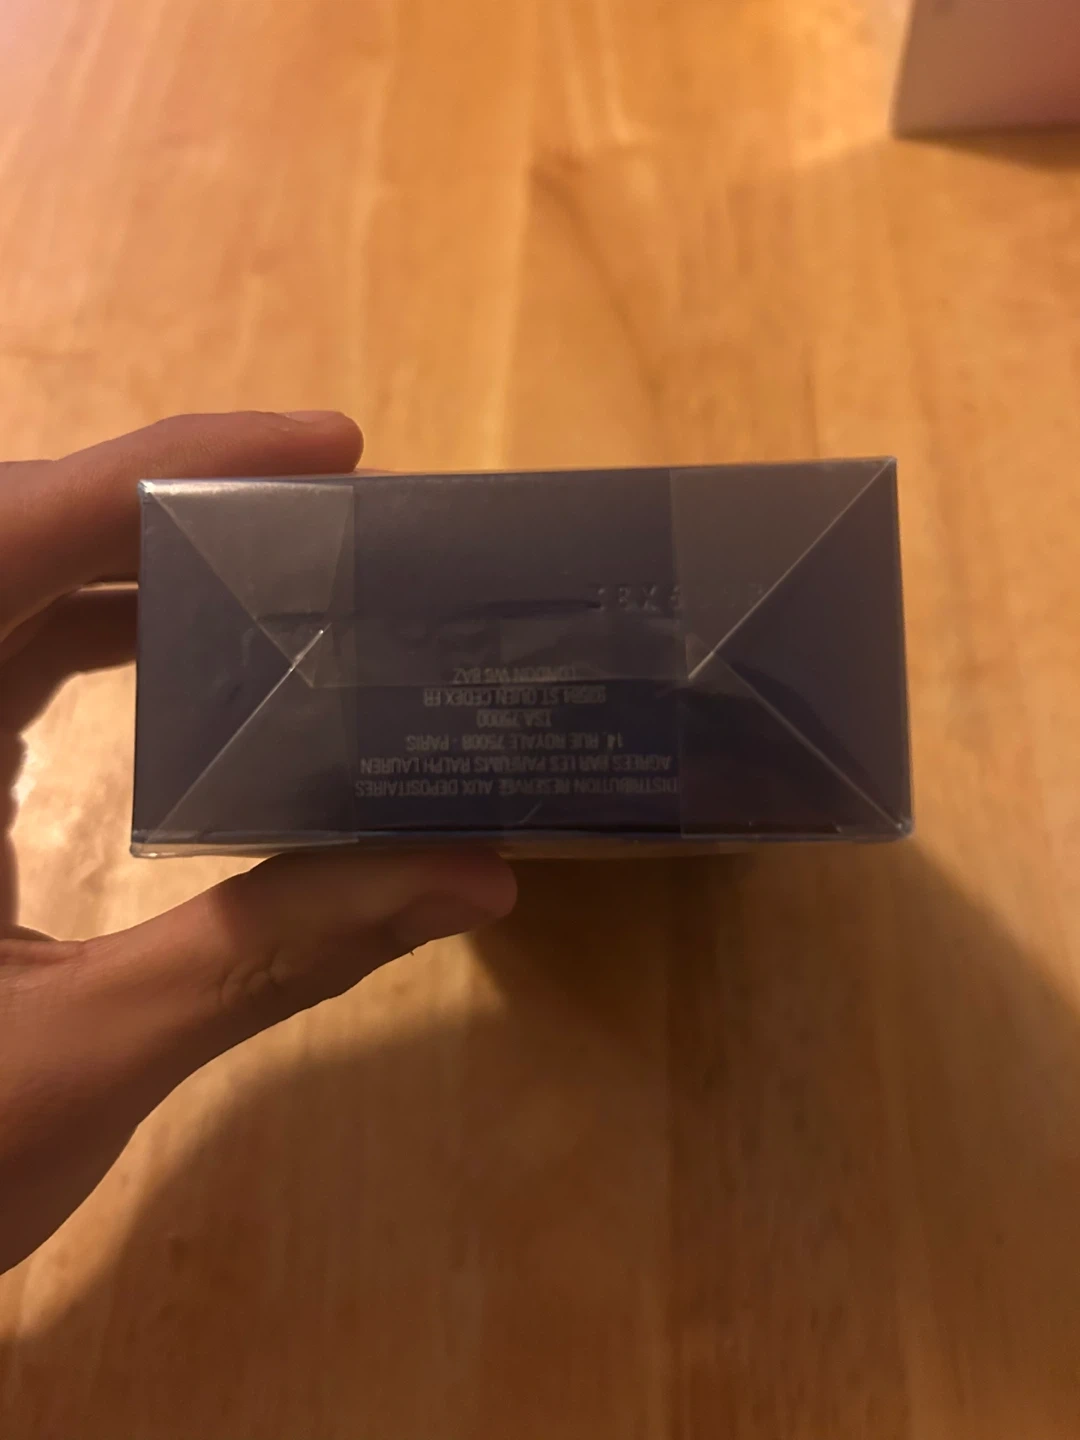 DISTRIBUTION RESERVÉE AUX DEPOSITAIRES
AGREES PAR LES PARFUMS RALPH LAUREN
14, RUE ROYALE 75008 - PARIS
TSA 75000
93584 ST OUEN CEDEX FR
LONDON W6 8AZ